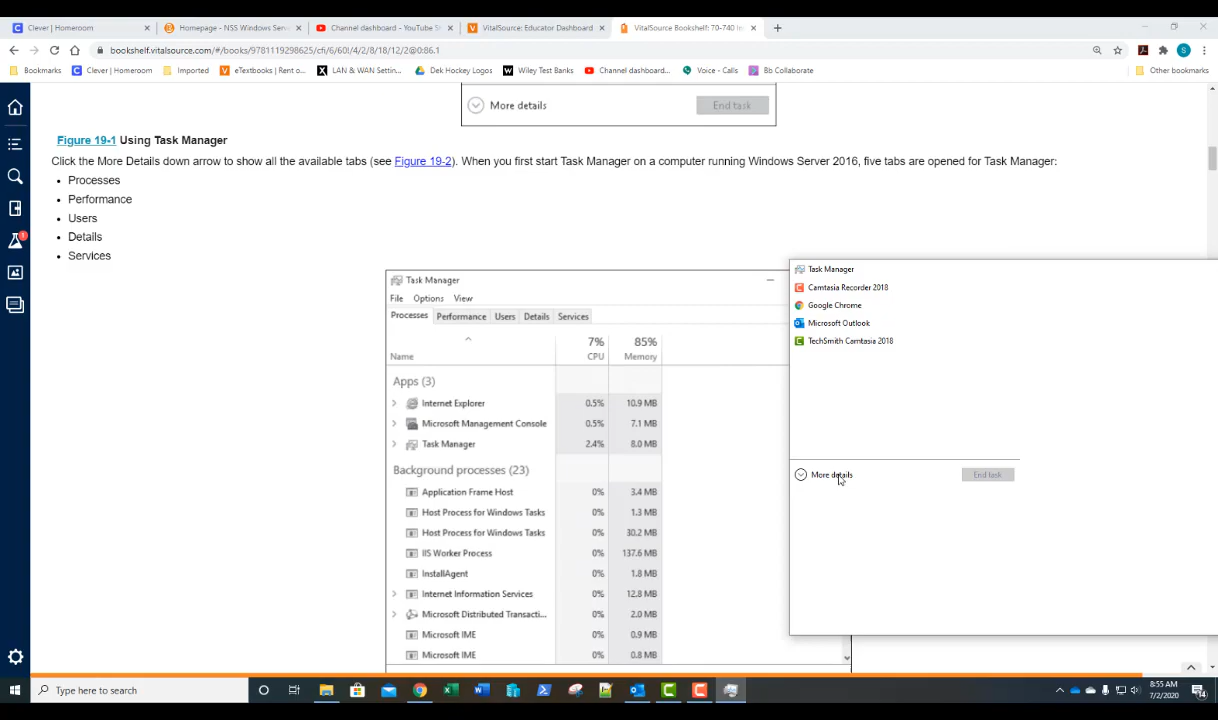 Clever | Homeroom
Homepage - NSS Windows Serv
Channel dashboard - YouTube S
VitalSource: Educator Dashboard
VitalSource Bookshelf: 70-740 In
bookshelf.vitalsource.com/#/books/9781119298625/cfi/6/60!/4/2/8/18/12/2@0:86.1
S
Bookmarks
Clever | Homeroom
Imported
eTextbooks | Rent o...
LAN & WAN Settin...
Dek Hockey Logos
Wiley Test Banks
Channel dashboard...
Voice - Calls
Bb Collaborate
Other bookmarks
More details
End task
Figure 19-1 Using Task Manager
Click the More Details down arrow to show all the available tabs (see Figure 19-2). When you first start Task Manager on a computer running Windows Server 2016, five tabs are opened for Task Manager:
• Processes
• Performance
• Users
• Details
• Services
Task Manager
File Options View
Processes Performance Users Details Services
7% 85%
Name CPU Memory
Apps (3)
Internet Explorer 0.5% 10.9 MB
Microsoft Management Console 0.5% 7.1 MB
Task Manager 2.4% 8.0 MB
Background processes (23)
Application Frame Host 0% 3.4 MB
Host Process for Windows Tasks 0% 1.3 MB
Host Process for Windows Tasks 0% 30.2 MB
IIS Worker Process 0% 137.6 MB
InstallAgent 0% 1.8 MB
Internet Information Services 0% 12.8 MB
Microsoft Distributed Transacti... 0% 2.0 MB
Microsoft IME 0% 0.9 MB
Microsoft IME 0% 0.8 MB
Task Manager
Camtasia Recorder 2018
Google Chrome
Microsoft Outlook
TechSmith Camtasia 2018
More details
End task
Type here to search
8:55 AM
7/2/2020